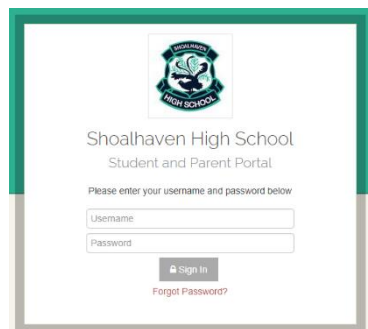 SHOALHAVEN
HIGH SCHOOL
Shoalhaven High School
Student and Parent Portal
Please enter your username and password below
Username
Password
Sign In
Forgot Password?